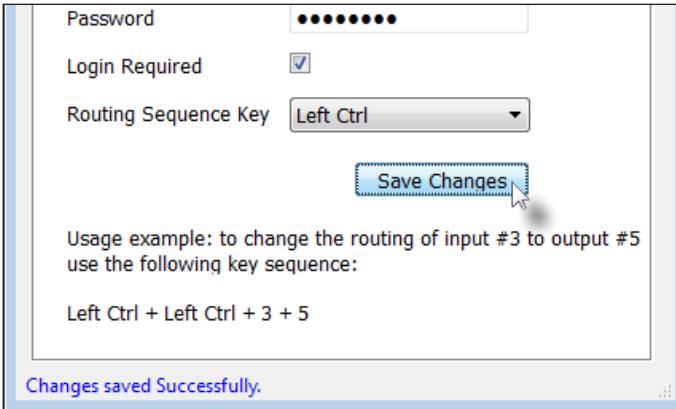 Password
Login Required
Routing Sequence Key Left Ctrl
Save Changes
Usage example: to change the routing of input #3 to output #5
use the following key sequence:
Left Ctrl + Left Ctrl + 3 + 5
Changes saved Successfully.